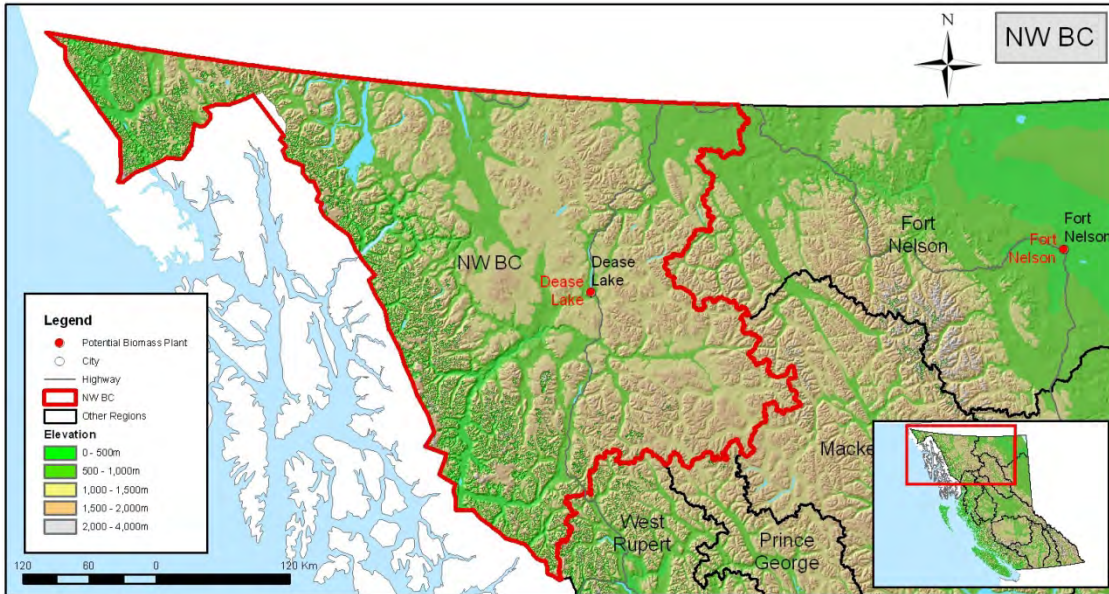 N
NW BC
Fort
Nelson
Fort
Nelson
Fort
Nelson
NW BC
Dease
Lake
Dease
Lake
Legend
Potential Biomass Plant
City
Highway
NW BC
Other Regions
Elevation
0 - 500m
500 - 1,000m
1,000 - 1,500m
1,500 - 2,000m
2,000 - 4,000m
Macke
West
Rupert
Prince
George
120
60
0
120 Km